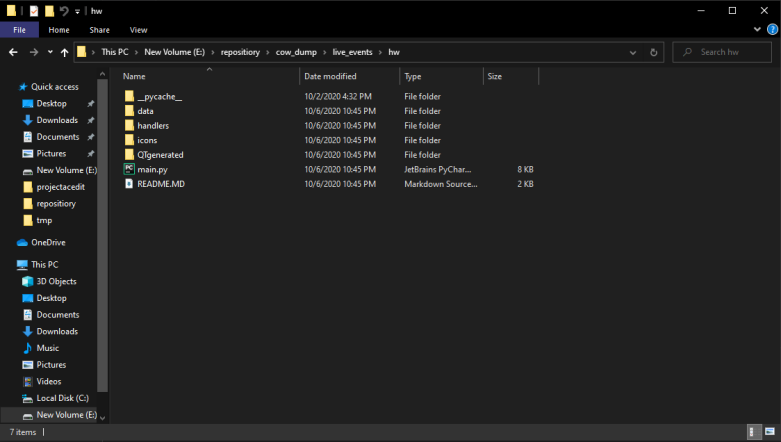 hw
File Home Share View
This PC New Volume (E:) repositiory cow_dump live_events hw Search hw
Name Date modified Type Size
Quick access
Desktop
Downloads
Documents
Pictures
New Volume (E:)
projectacedit
repositiory
tmp
OneDrive
This PC
3D Objects
Desktop
Documents
Downloads
Music
Pictures
Videos
Local Disk (C:)
New Volume (E:)
__pycache__ 10/2/2020 4:32 PM File folder
data 10/6/2020 10:45 PM File folder
handlers 10/6/2020 10:45 PM File folder
icons 10/6/2020 10:45 PM File folder
QTgenerated 10/6/2020 10:45 PM File folder
main.py 10/6/2020 10:45 PM JetBrains PyChar... 8 KB
README.MD 10/6/2020 10:45 PM Markdown Source... 2 KB
7 items